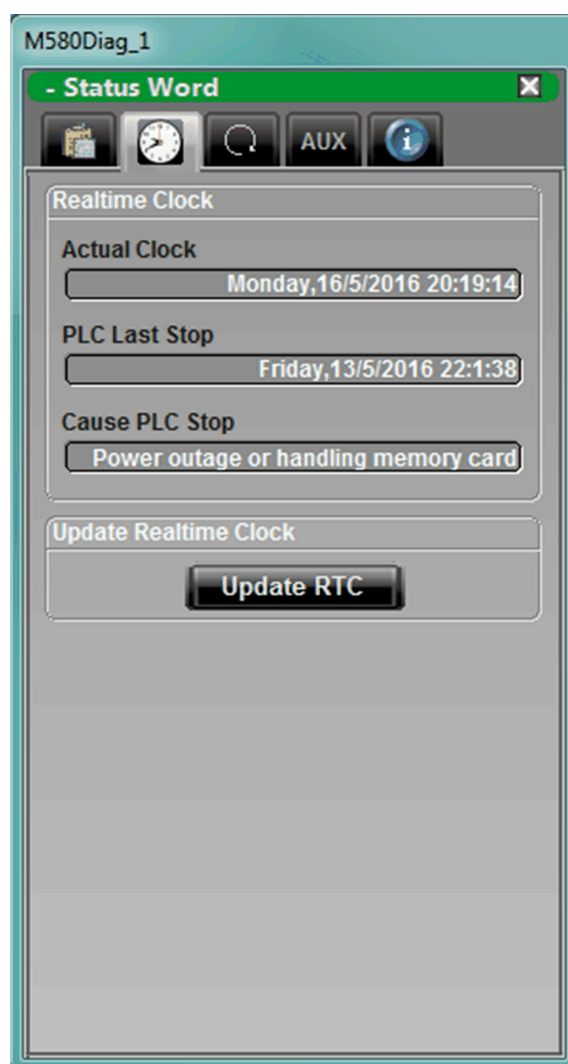 M580Diag_1
- Status Word
AUX
i
Realtime Clock
Actual Clock
Monday,16/5/2016 20:19:14
PLC Last Stop
Friday,13/5/2016 22:1:38
Cause PLC Stop
Power outage or handling memory card
Update Realtime Clock
Update RTC